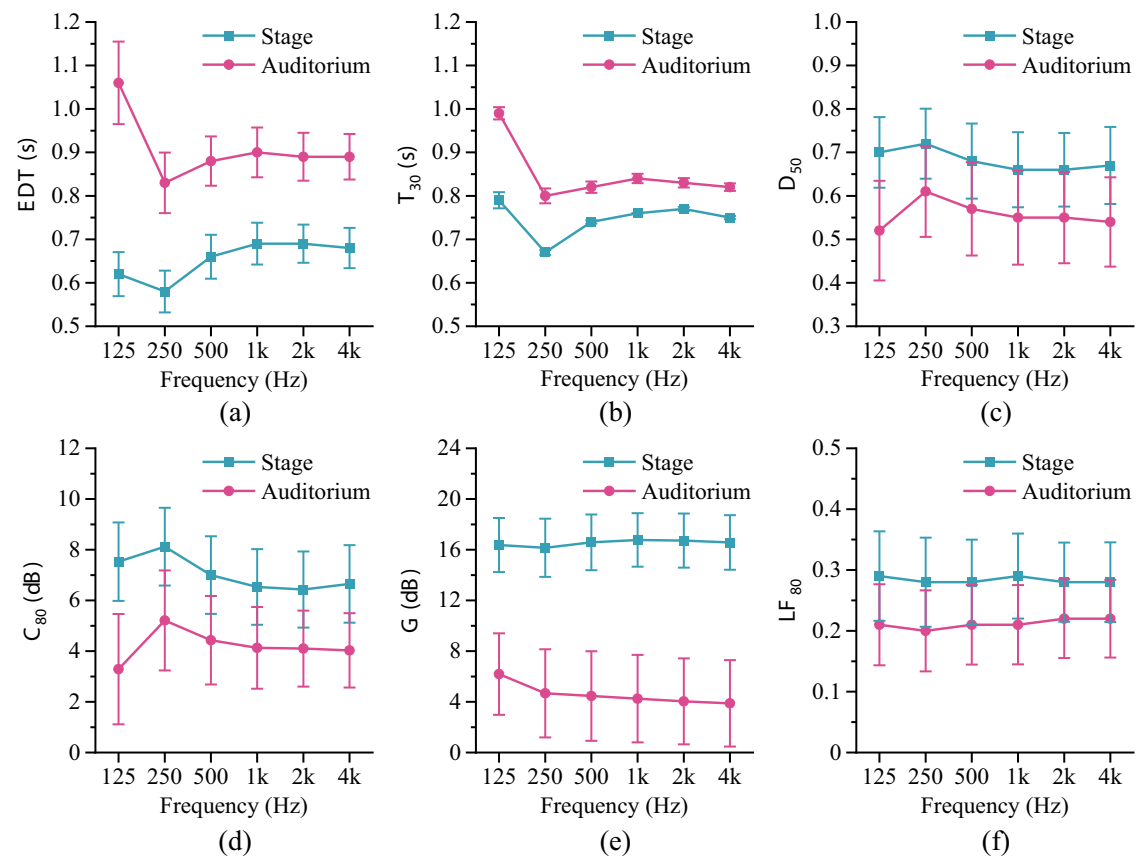 1.2
1.1
1.0
0.9
0.8
0.7
0.6
0.5
EDT (s)
Stage
Auditorium
125 250 500 1k 2k 4k
Frequency (Hz)
(a)
1.2
1.1
1.0
0.9
0.8
0.7
0.6
0.5
T30 (s)
Stage
Auditorium
125 250 500 1k 2k 4k
Frequency (Hz)
(b)
1.0
0.9
0.8
0.7
0.6
0.5
0.4
0.3
D50
Stage
Auditorium
125 250 500 1k 2k 4k
Frequency (Hz)
(c)
12
10
8
6
4
2
0
C80 (dB)
Stage
Auditorium
125 250 500 1k 2k 4k
Frequency (Hz)
(d)
24
20
16
12
8
4
0
G (dB)
Stage
Auditorium
125 250 500 1k 2k 4k
Frequency (Hz)
(e)
0.5
0.4
0.3
0.2
0.1
0
LF80
Stage
Auditorium
125 250 500 1k 2k 4k
Frequency (Hz)
(f)